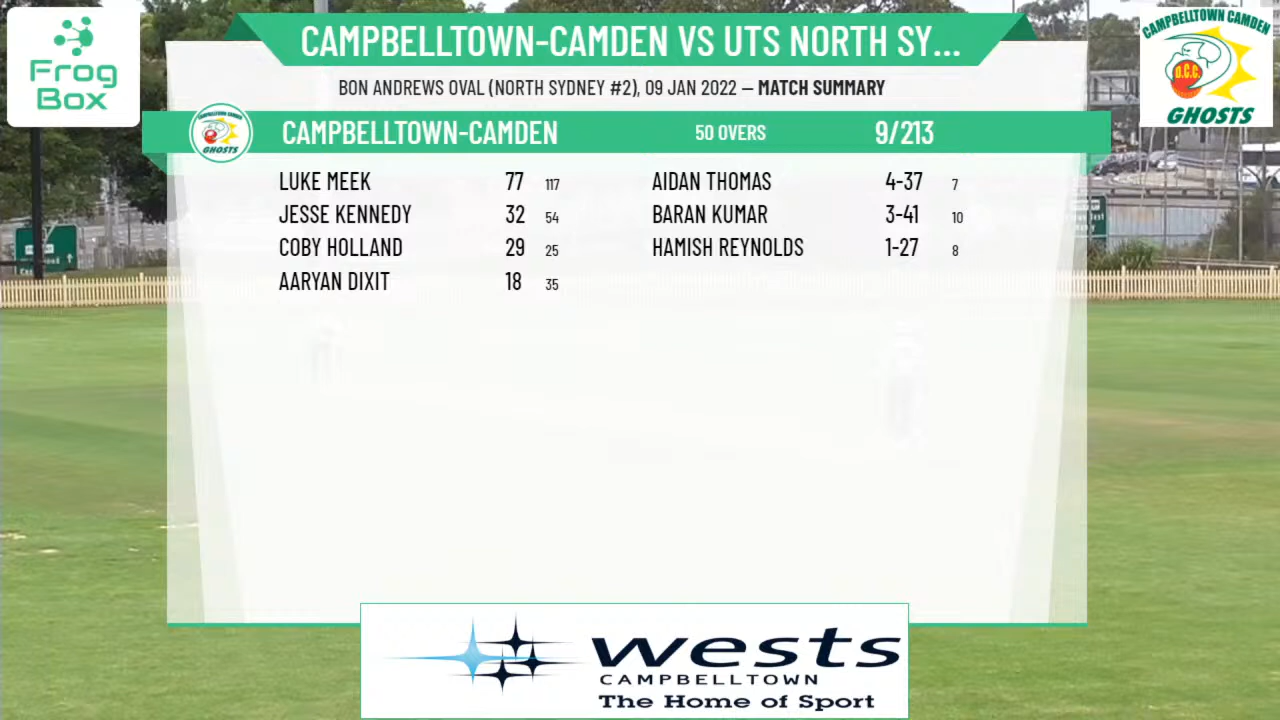 Frog
Box
CAMPBELLTOWN-CAMDEN VS UTS NORTH SY...
CAMPBELLTOWN CAMDEN
D.C.C.
GHOSTS
BON ANDREWS OVAL (NORTH SYDNEY #2), 09 JAN 2022 – MATCH SUMMARY
CAMPBELLTOWN-CAMDEN 50 OVERS 9/213
LUKE MEEK 77 117 AIDAN THOMAS 4-37 7
JESSE KENNEDY 32 54 BARAN KUMAR 3-41 10
COBY HOLLAND 29 25 HAMISH REYNOLDS 1-27 8
AARYAN DIXIT 18 35
wests
CAMPBELLTOWN
The Home of Sport